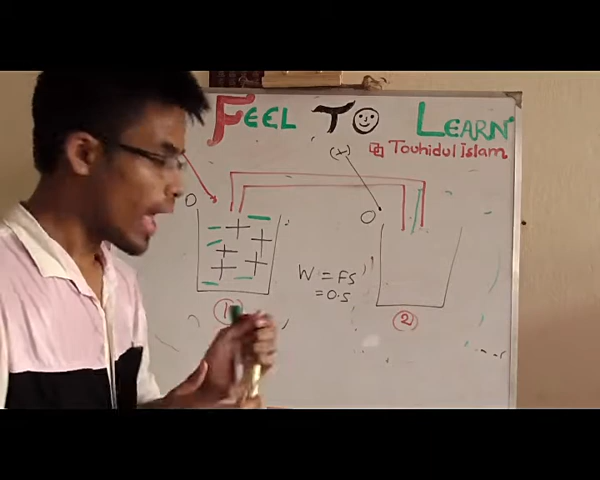 FEEL TO LEARN
Touhidul Islam
(+)
O
O
W = FS
= 0.S
1
2